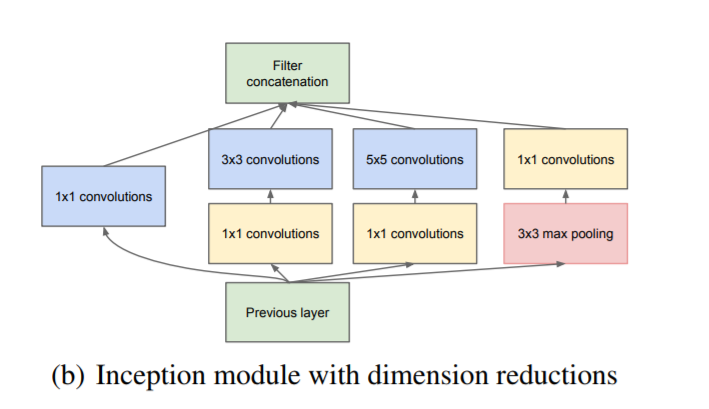 Filter
concatenation
3x3 convolutions
5x5 convolutions
1x1 convolutions
1x1 convolutions
1x1 convolutions
1x1 convolutions
3x3 max pooling
Previous layer
(b) Inception module with dimension reductions